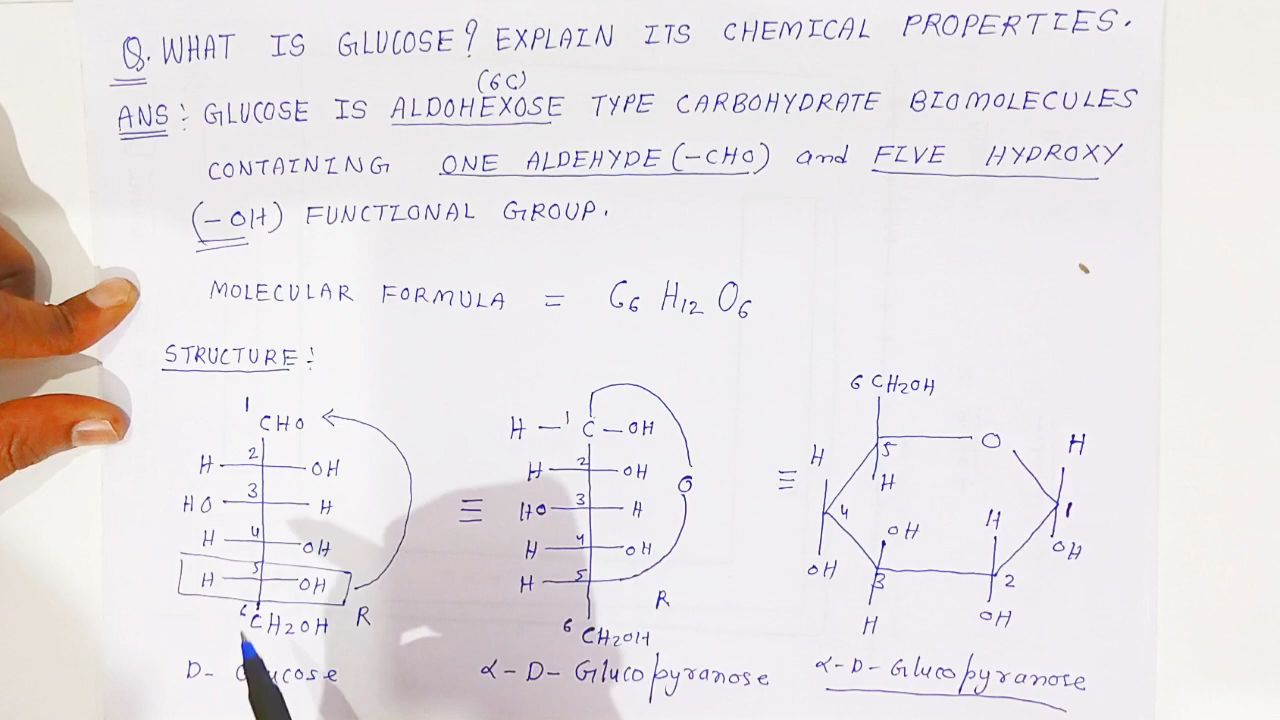 Q. WHAT IS GLUCOSE? EXPLAIN ITS CHEMICAL PROPERTIES.
(6C)
ANS: GLUCOSE IS ALDOHEXOSE TYPE CARBOHYDRATE BIOMOLECULES
CONTAINING ONE ALDEHYDE (-CHO) and FIVE HYDROXY
(-OH) FUNCTIONAL GROUP.
MOLECULAR FORMULA = C6 H12 O6
STRUCTURE:
1
CHO
H 2 OH
HO 3 H
H 4 OH
H 5 OH
6 CH2OH R
D-
≡
H - 1 C - OH
H 2 OH
HO 3 H
O
H 4 OH
H 5
R
6 CH2OH
α-D-Glucopyranose
≡
6 CH2OH
5 O H
H H
4 1
OH H OH
OH 3 2
H OH
α-D-Glucopyranose